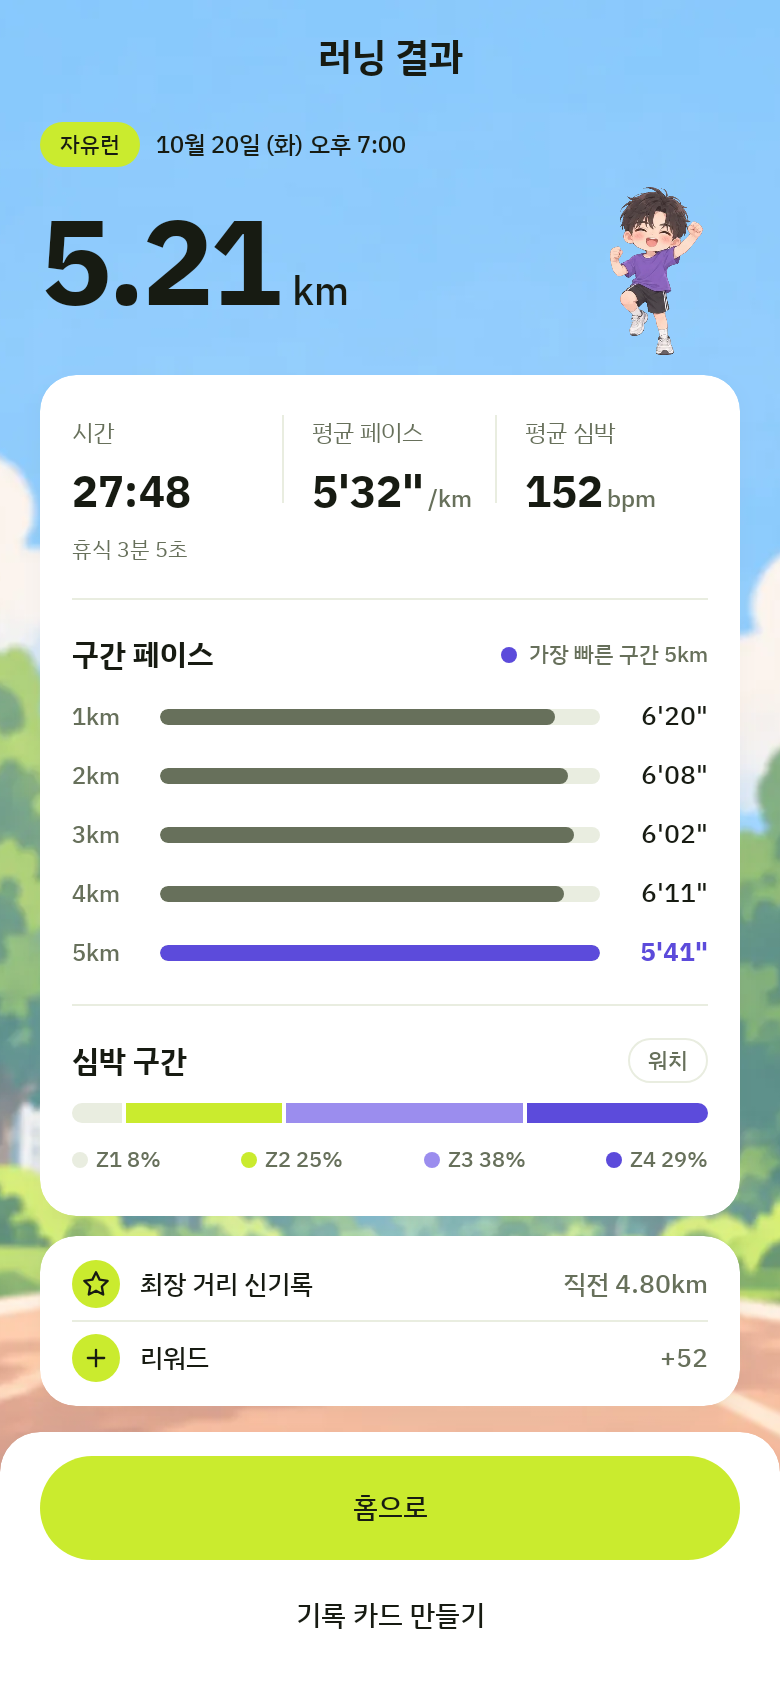 러닝 결과
자유런 10월 20일 (화) 오후 7:00
5.21 km
시간 평균 페이스 평균 심박
27:48 5'32" /km 152 bpm
휴식 3분 5초
구간 페이스 가장 빠른 구간 5km
1km 6'20"
2km 6'08"
3km 6'02"
4km 6'11"
5km 5'41"
심박 구간 워치
Z1 8% Z2 25% Z3 38% Z4 29%
최장 거리 신기록 직전 4.80km
리워드 +52
홈으로
기록 카드 만들기